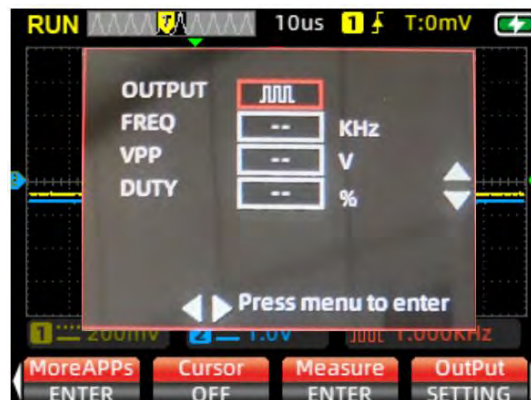 RUN 10us 1 T:0mV
OUTPUT
FREQ -- KHz
VPP -- V
DUTY -- %
Press menu to enter
1 200mV 2 1.0V 1.000KHz
MoreAPPs Cursor Measure OutPut
ENTER OFF ENTER SETTING